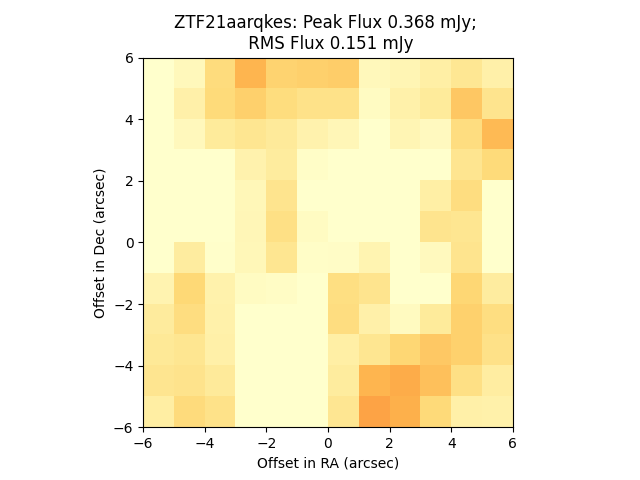 ZTF21aarqkes: Peak Flux 0.368 mJy;
RMS Flux 0.151 mJy
6
4
2
0
−2
−4
−6
Offset in Dec (arcsec)
−6 −4 −2 0 2 4 6
Offset in RA (arcsec)